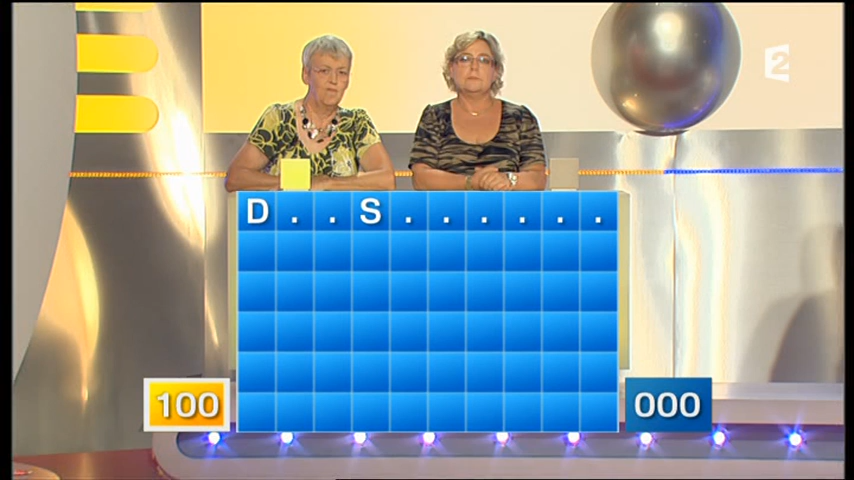 2
D . . S . . . . . .
100
000